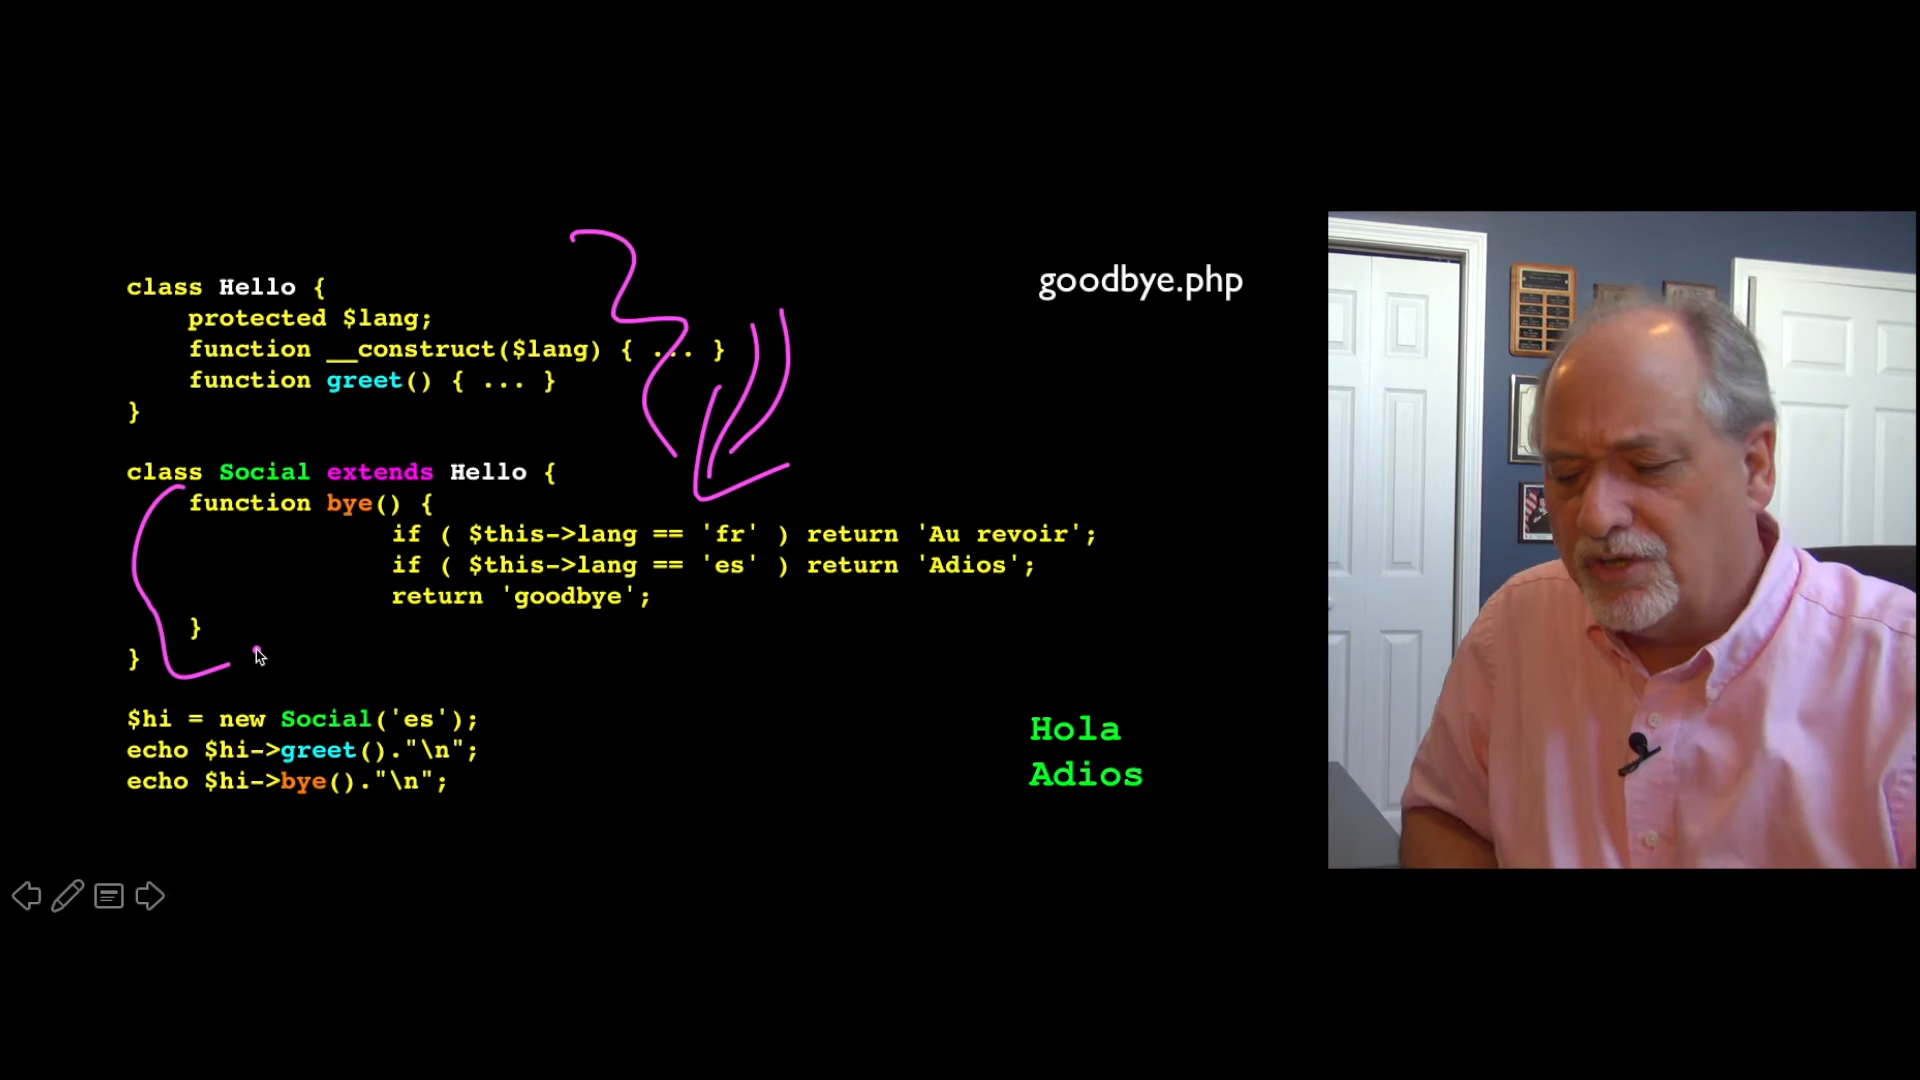 class Hello {
    protected $lang;
    function __construct($lang) { ... }
    function greet() { ... }
}
class Social extends Hello {
    function bye() {
        if ( $this->lang == 'fr' ) return 'Au revoir';
        if ( $this->lang == 'es' ) return 'Adios';
        return 'goodbye';
    }
}
$hi = new Social('es');
echo $hi->greet()."\n";
echo $hi->bye()."\n";
goodbye.php
Hola
Adios